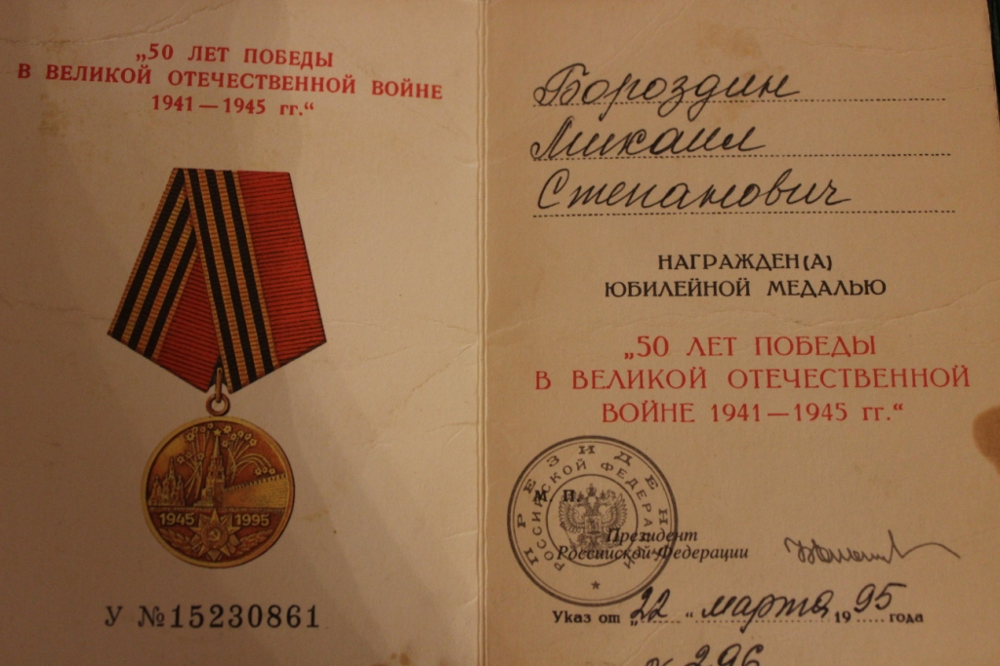 „50 ЛЕТ ПОБЕДЫ
В ВЕЛИКОЙ ОТЕЧЕСТВЕННОЙ ВОЙНЕ
1941—1945 гг.“
1945 1995
У №15230861
Бороздин
Михаил
Степанович
НАГРАЖДЕН(А)
ЮБИЛЕЙНОЙ МЕДАЛЬЮ
„50 ЛЕТ ПОБЕДЫ
В ВЕЛИКОЙ ОТЕЧЕСТВЕННОЙ
ВОЙНЕ 1941—1945 гг.“
ПРЕЗИДЕНТ
РОССИЙСКОЙ ФЕДЕРАЦИИ
М. П.
Президент
Российской Федерации
Указ от „22“ марта 1995 года
296